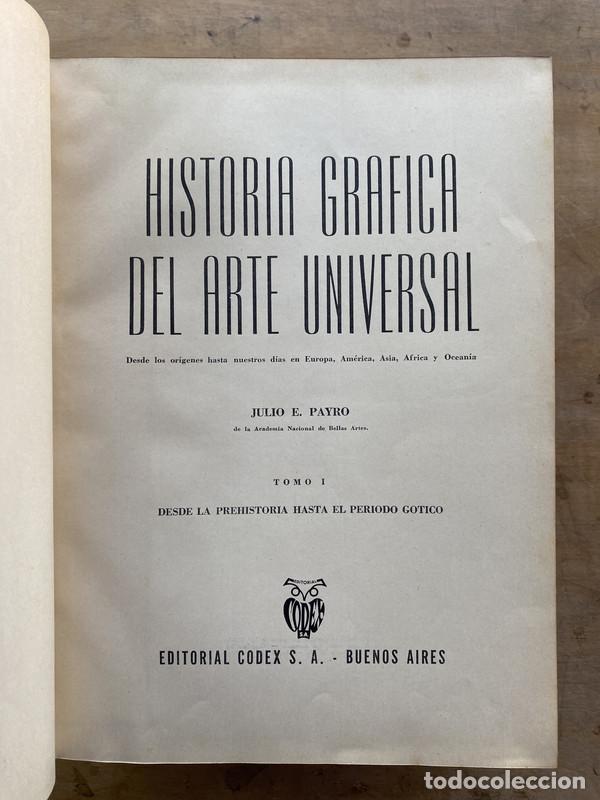 HISTORIA GRAFICA
DEL ARTE UNIVERSAL
Desde los orígenes hasta nuestros días en Europa, América, Asia, Africa y Oceanía
JULIO E. PAYRO
de la Academia Nacional de Bellas Artes.
TOMO I
DESDE LA PREHISTORIA HASTA EL PERIODO GOTICO
EDITORIAL
CODEX
S A
EDITORIAL CODEX S. A. - BUENOS AIRES
todocoleccion